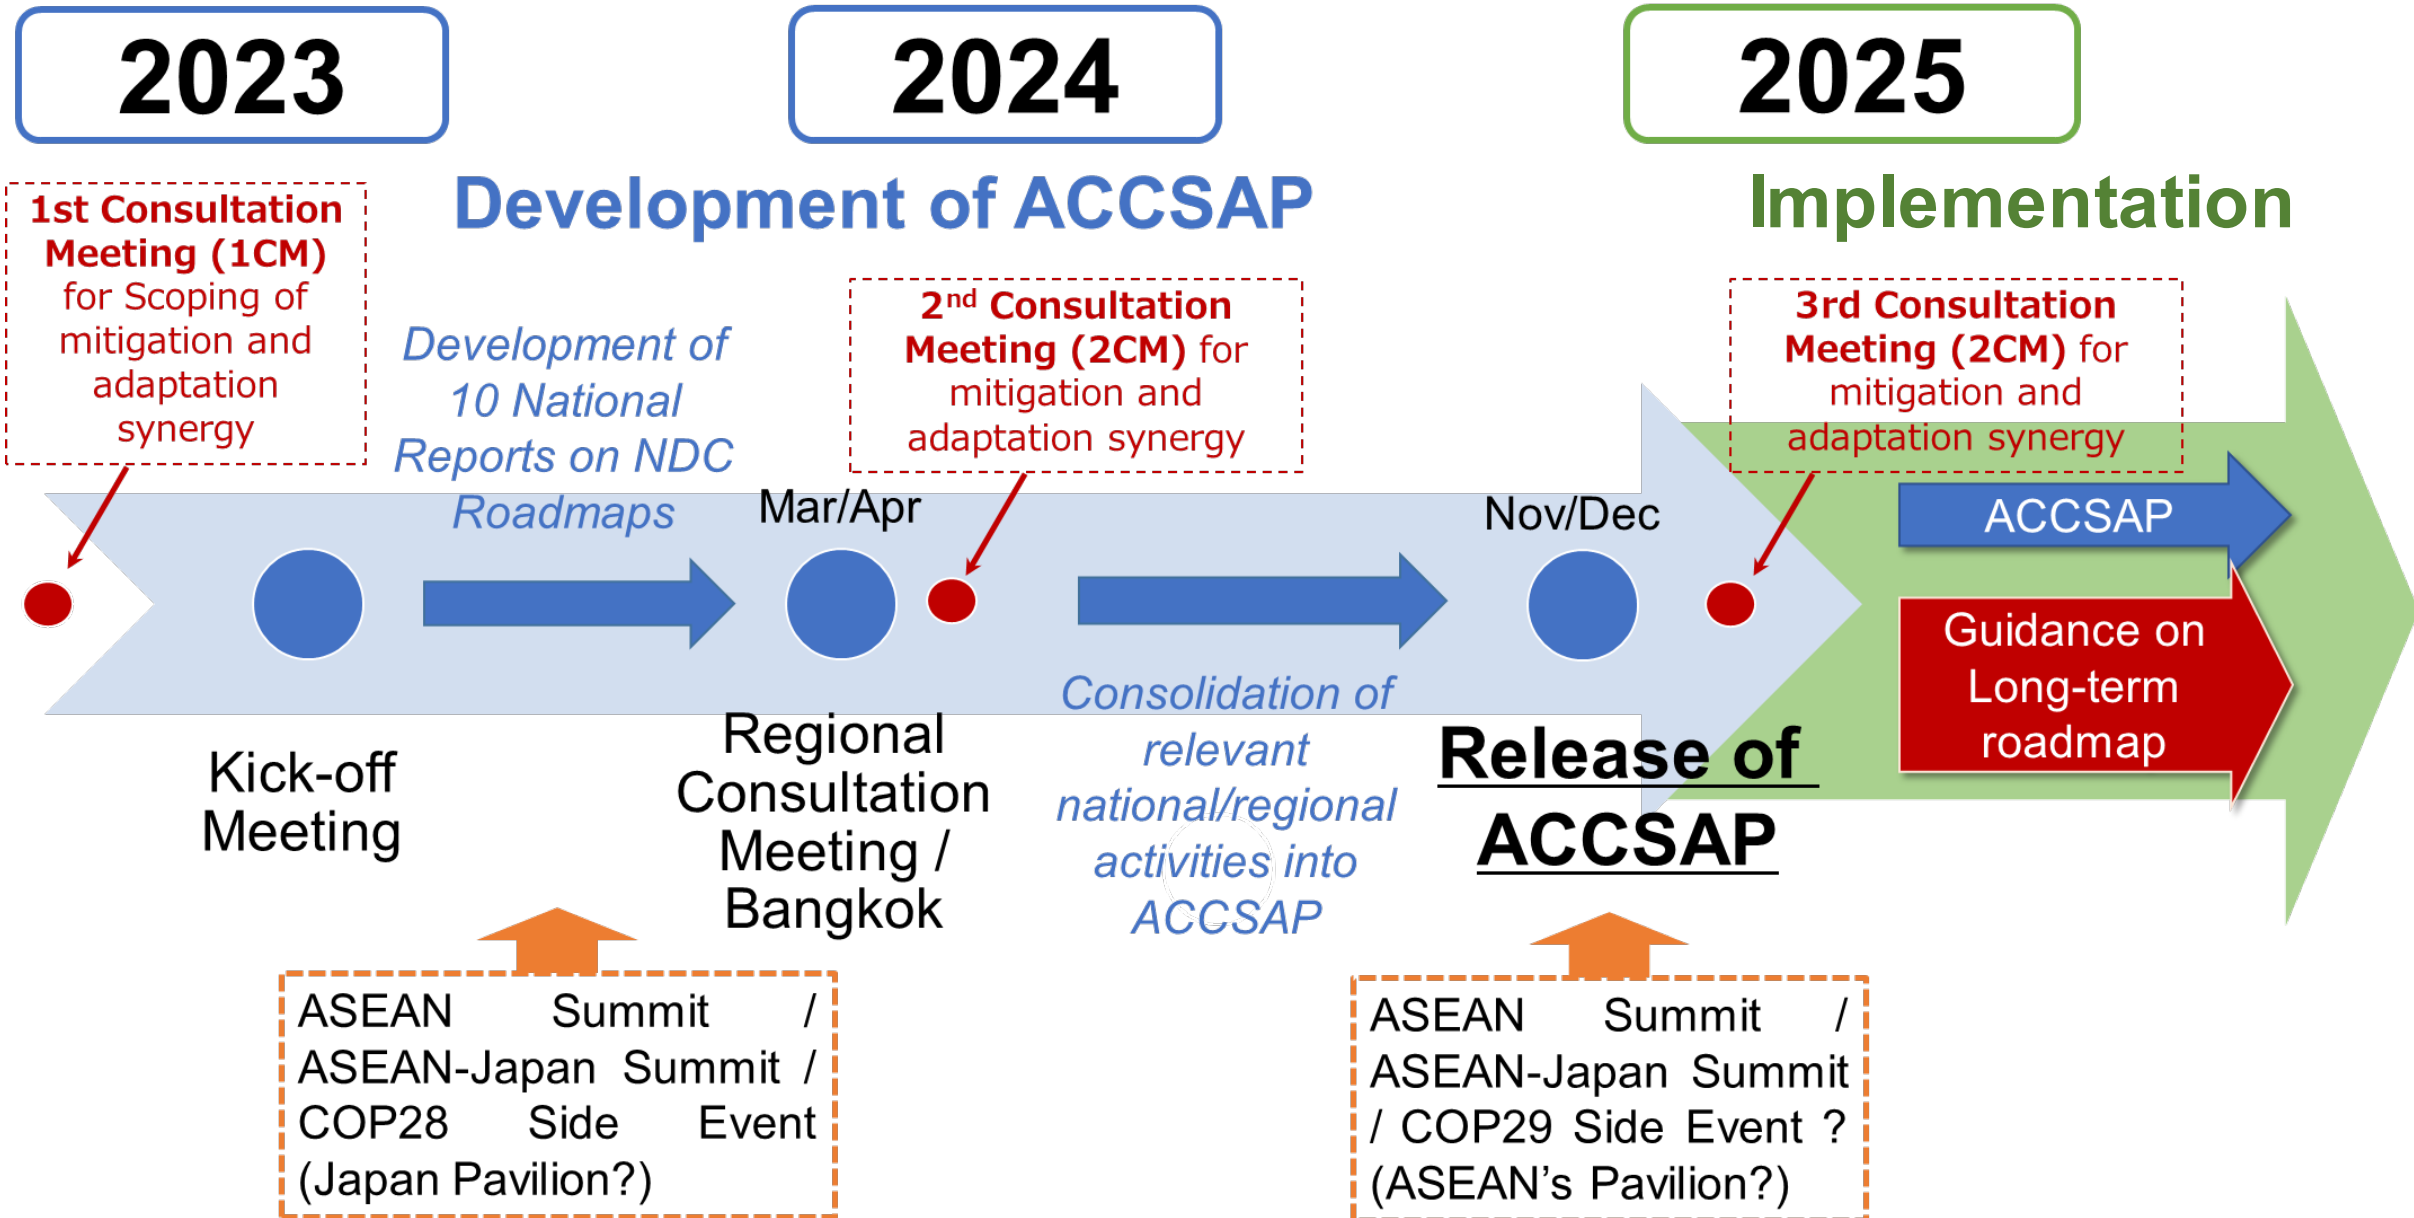 2023
2024
2025
Development of ACCSAP
Implementation
1st Consultation
Meeting (1CM)
for Scoping of
mitigation and
adaptation
synergy
Development of
10 National
Reports on NDC
Roadmaps
2nd Consultation
Meeting (2CM) for
mitigation and
adaptation synergy
3rd Consultation
Meeting (2CM) for
mitigation and
adaptation synergy
Mar/Apr
Nov/Dec
ACCSAP
Guidance on
Long-term
roadmap
Kick-off
Meeting
Regional
Consultation
Meeting /
Bangkok
Consolidation of
relevant
national/regional
activities into
ACCSAP
Release of
ACCSAP
ASEAN Summit /
ASEAN-Japan Summit /
COP28 Side Event
(Japan Pavilion?)
ASEAN Summit /
ASEAN-Japan Summit
/ COP29 Side Event ?
(ASEAN’s Pavilion?)